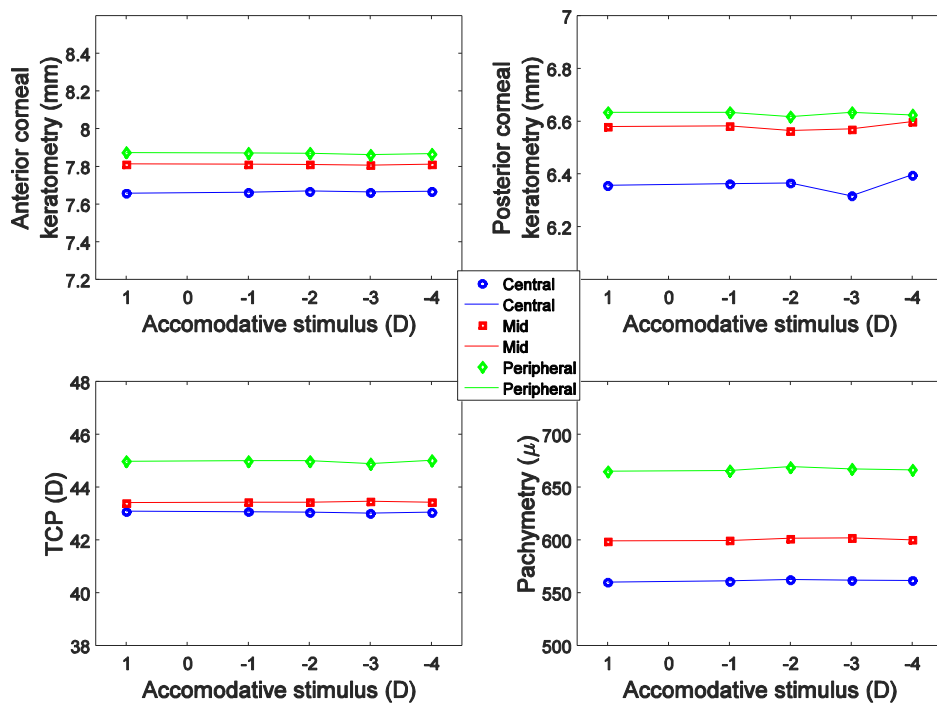 Anterior corneal
keratometry (mm)
8.4
8.2
8
7.8
7.6
7.4
7.2
1 0 -1 -2 -3 -4
Accomodative stimulus (D)
Posterior corneal
keratometry (mm)
7
6.8
6.6
6.4
6.2
1 0 -1 -2 -3 -4
Accomodative stimulus (D)
Central
Central
Mid
Mid
Peripheral
Peripheral
TCP (D)
48
46
44
42
40
38
1 0 -1 -2 -3 -4
Accomodative stimulus (D)
Pachymetry (μ)
700
650
600
550
500
1 0 -1 -2 -3 -4
Accomodative stimulus (D)